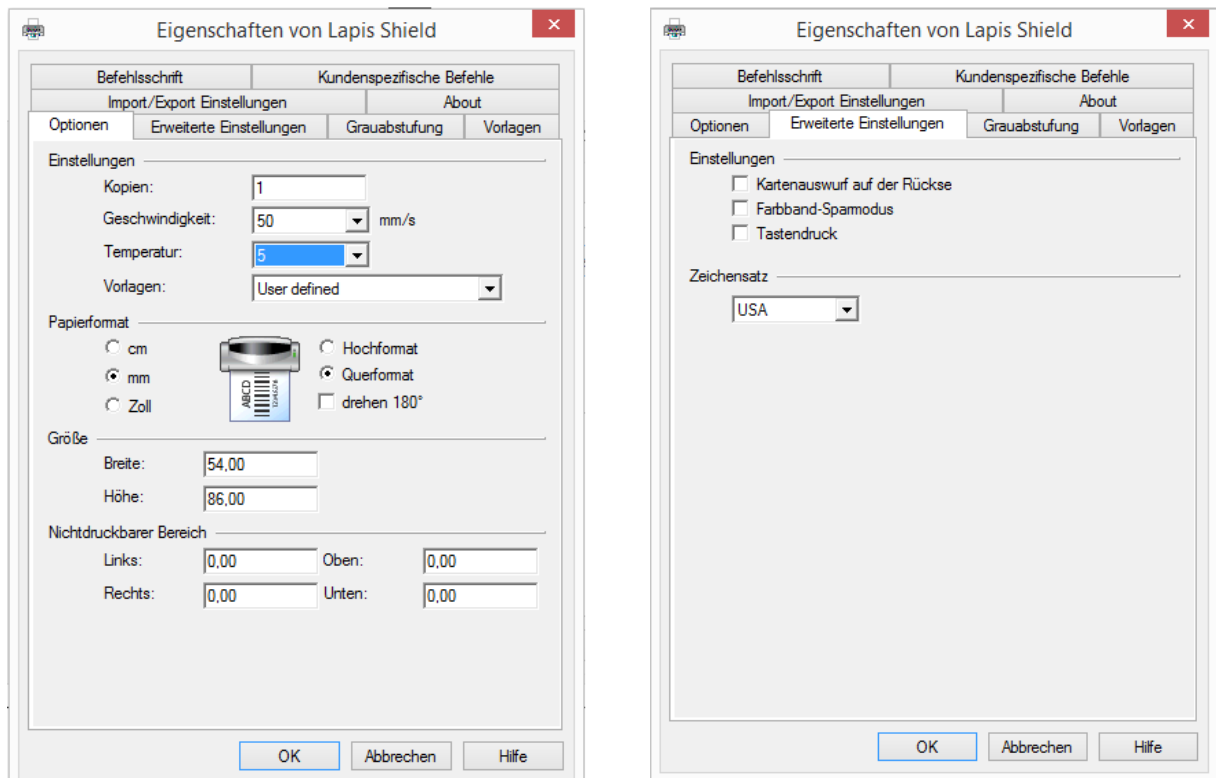 Eigenschaften von Lapis Shield
Befehlsschrift Kundenspezifische Befehle
Import/Export Einstellungen About
Optionen Erweiterte Einstellungen Grauabstufung Vorlagen
Einstellungen
Kopien: 1
Geschwindigkeit: 50 mm/s
Temperatur: 5
Vorlagen: User defined
Papierformat
cm Hochformat
mm Querformat
Zoll drehen 180°
ABCD
Größe
Breite: 54,00
Höhe: 86,00
Nichtdruckbarer Bereich
Links: 0,00 Oben: 0,00
Rechts: 0,00 Unten: 0,00
OK Abbrechen Hilfe
Eigenschaften von Lapis Shield
Befehlsschrift Kundenspezifische Befehle
Import/Export Einstellungen About
Optionen Erweiterte Einstellungen Grauabstufung Vorlagen
Einstellungen
Kartenauswurf auf der Rückse
Farbband-Sparmodus
Tastendruck
Zeichensatz
USA
OK Abbrechen Hilfe